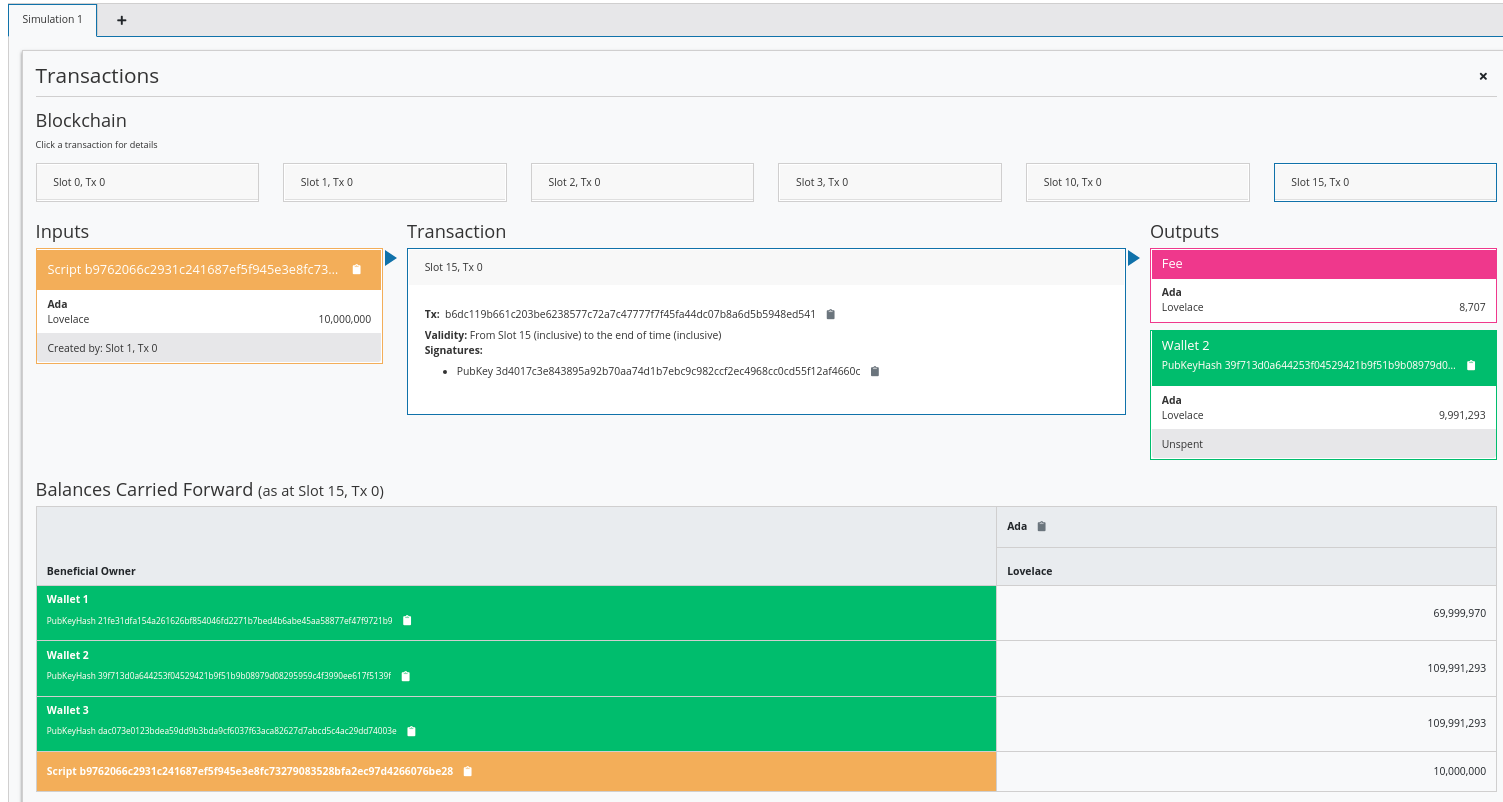 Simulation 1
+
Transactions
×
Blockchain
Click a transaction for details
Slot 0, Tx 0
Slot 1, Tx 0
Slot 2, Tx 0
Slot 3, Tx 0
Slot 10, Tx 0
Slot 15, Tx 0
Inputs
Script b9762066c2931c241687ef5f945e3e8fc73...
Ada
Lovelace 10,000,000
Created by: Slot 1, Tx 0
Transaction
Slot 15, Tx 0
Tx: b6dc119b661c203be6238577c72a7c47777f7f45fa44dc07b8a6d5b5948ed541
Validity: From Slot 15 (inclusive) to the end of time (inclusive)
Signatures:
• PubKey 3d4017c3e843895a92b70aa74d1b7ebc9c982ccf2ec4968cc0cd55f12af4660c
Outputs
Fee
Ada
Lovelace 8,707
Wallet 2
PubKeyHash 39f713d0a644253f04529421b9f51b9b08979d0...
Ada
Lovelace 9,991,293
Unspent
Balances Carried Forward (as at Slot 15, Tx 0)
Ada
Beneficial Owner Lovelace
Wallet 1
PubKeyHash 21fe31dfa154a261626bf854046fd2271b7bed4b6abe45aa58877ef47f9721b9
69,999,970
Wallet 2
PubKeyHash 39f713d0a644253f04529421b9f51b9b08979d08295959c4f3990ee617f5139f
109,991,293
Wallet 3
PubKeyHash dac073e0123bdea59dd9b3bda9cf6037f63aca82627d7abcd5c4ac29dd74003e
109,991,293
Script b9762066c2931c241687ef5f945e3e8fc73279083528bfa2ec97d4266076be28
10,000,000